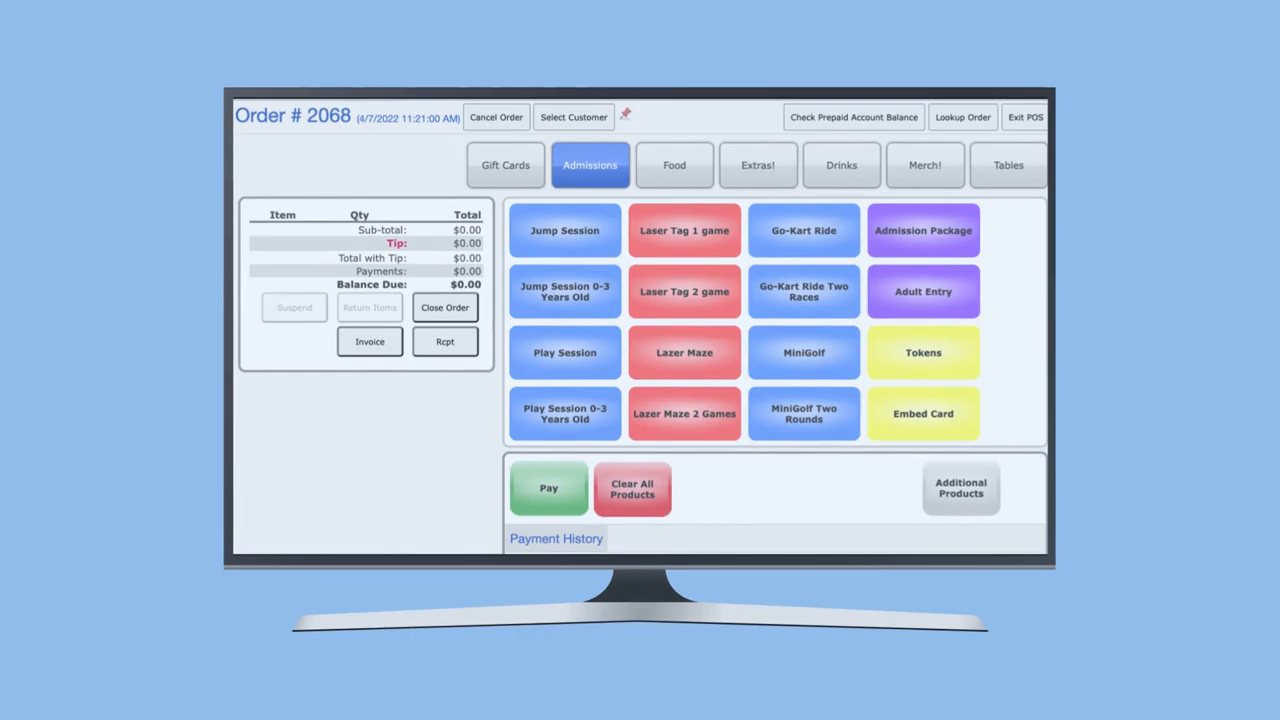 Order # 2068 (4/7/2022 11:21:00 AM) Cancel Order Select Customer Check Prepaid Account Balance Lookup Order Exit POS
Gift Cards Admissions Food Extras! Drinks Merch! Tables
Item Qty Total
Sub-total: $0.00
Tip: $0.00
Total with Tip: $0.00
Payments: $0.00
Balance Due: $0.00
Suspend Return Items Close Order
Invoice Rcpt
Jump Session Laser Tag 1 game Go-Kart Ride Admission Package
Jump Session 0-3
Years Old
Laser Tag 2 game
Go-Kart Ride Two
Races
Adult Entry
Play Session Lazer Maze MiniGolf Tokens
Play Session 0-3
Years Old
Lazer Maze 2 Games
MiniGolf Two
Rounds
Embed Card
Pay
Clear All
Products
Additional
Products
Payment History